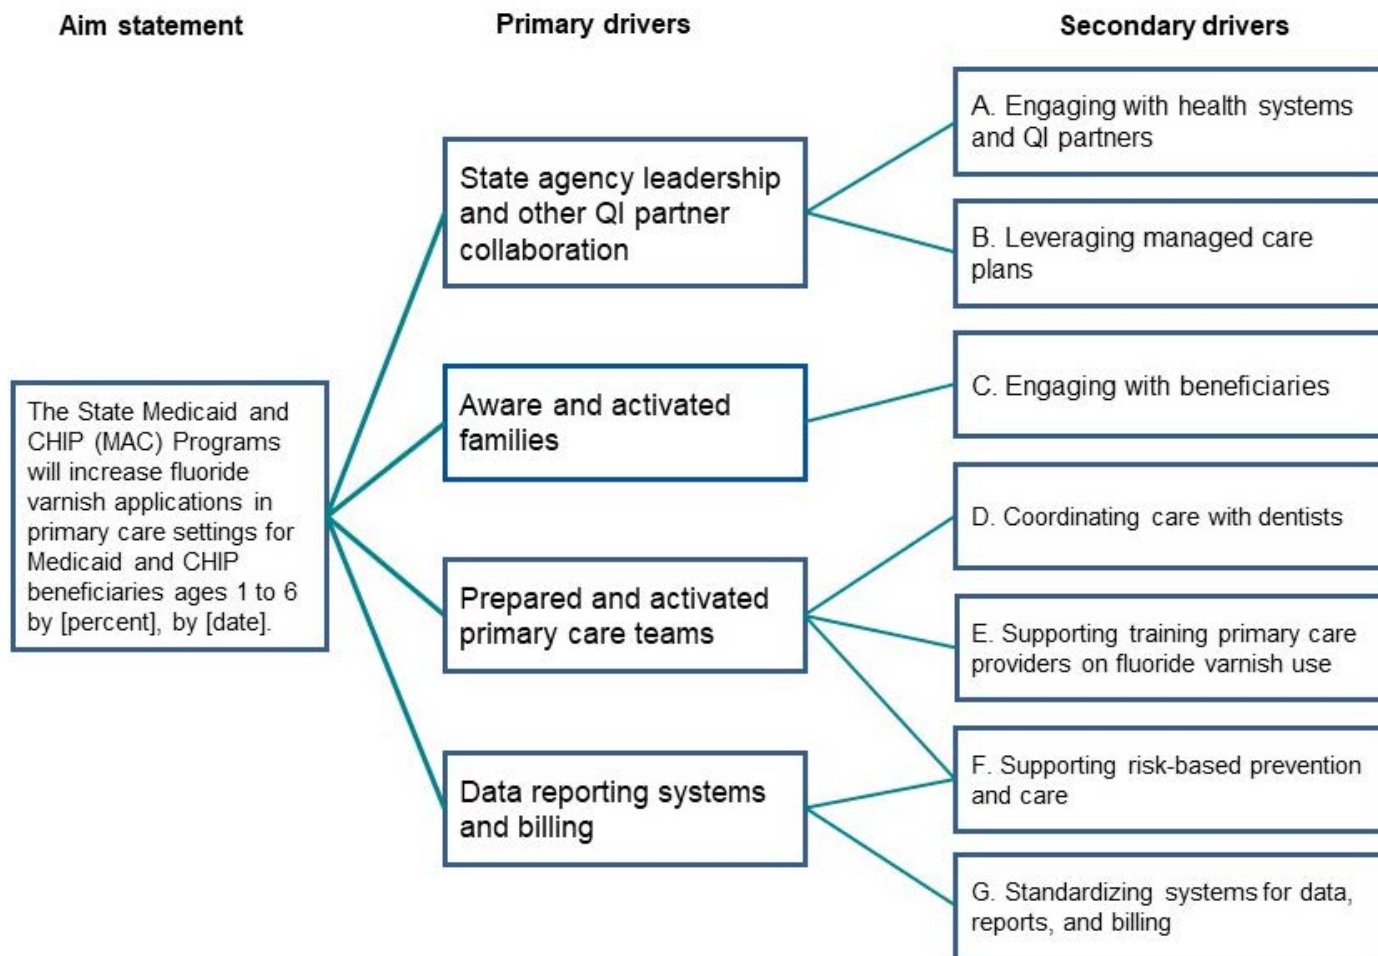 Aim statement
Primary drivers
Secondary drivers
The State Medicaid and
CHIP (MAC) Programs
will increase fluoride
varnish applications in
primary care settings for
Medicaid and CHIP
beneficiaries ages 1 to 6
by [percent], by [date].
State agency leadership
and other QI partner
collaboration
Aware and activated
families
Prepared and activated
primary care teams
Data reporting systems
and billing
A. Engaging with health systems
and QI partners
B. Leveraging managed care
plans
C. Engaging with beneficiaries
D. Coordinating care with dentists
E. Supporting training primary care
providers on fluoride varnish use
F. Supporting risk-based prevention
and care
G. Standardizing systems for data,
reports, and billing